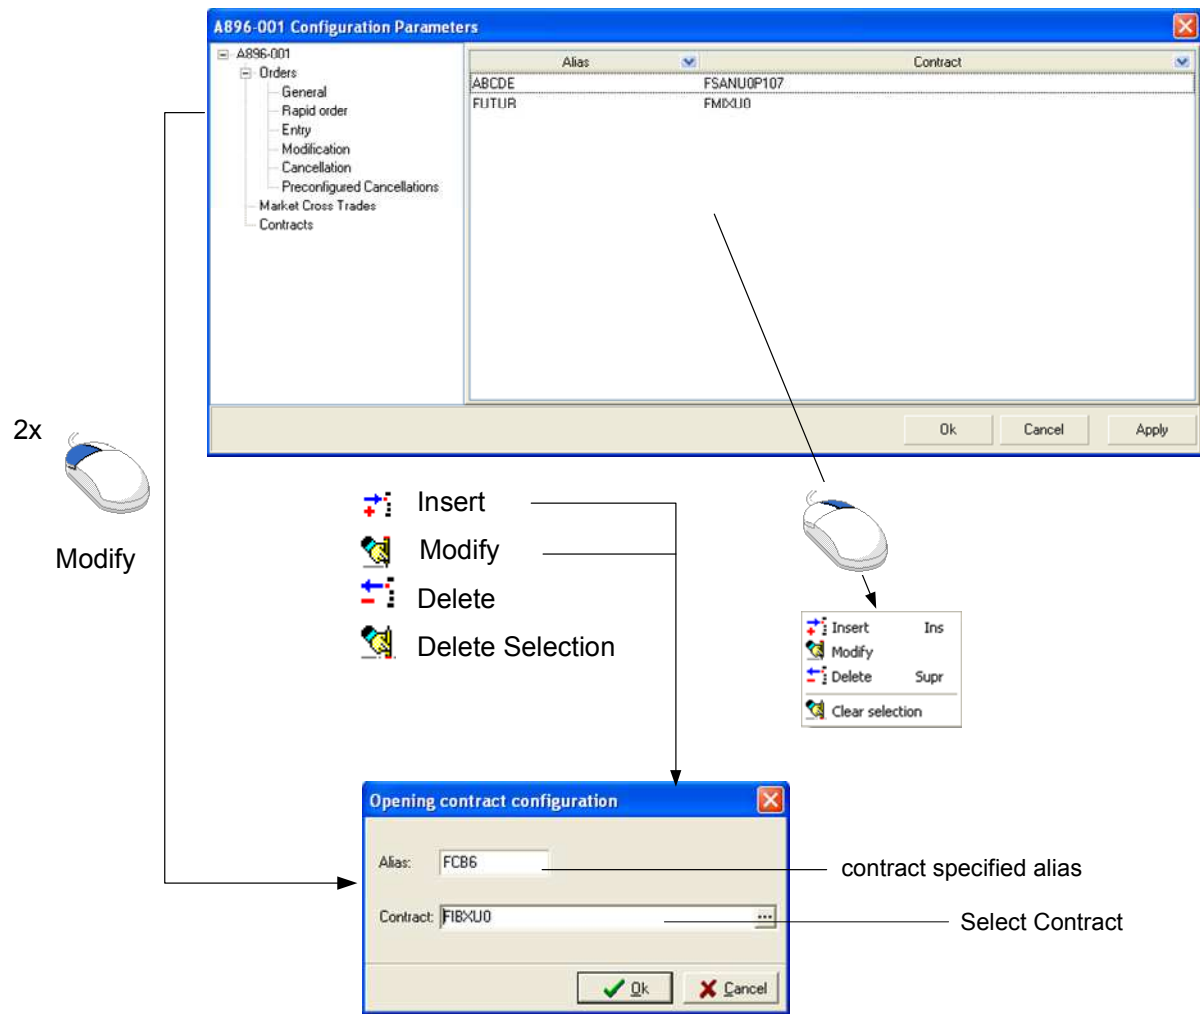 A896-001 Configuration Parameters
A896-001
Orders
General
Rapid order
Entry
Modification
Cancellation
Preconfigured Cancellations
Market Cross Trades
Contracts
Alias Contract
ABCDE FSANU0P107
FUTUR FMIXU0
Ok Cancel Apply
2x
Modify
Insert
Modify
Delete
Delete Selection
Insert Ins
Modify
Delete Supr
Clear selection
Opening contract configuration
Alias: FCB6
contract specified alias
Contract: FIBXU0 ...
Select Contract
Ok Cancel